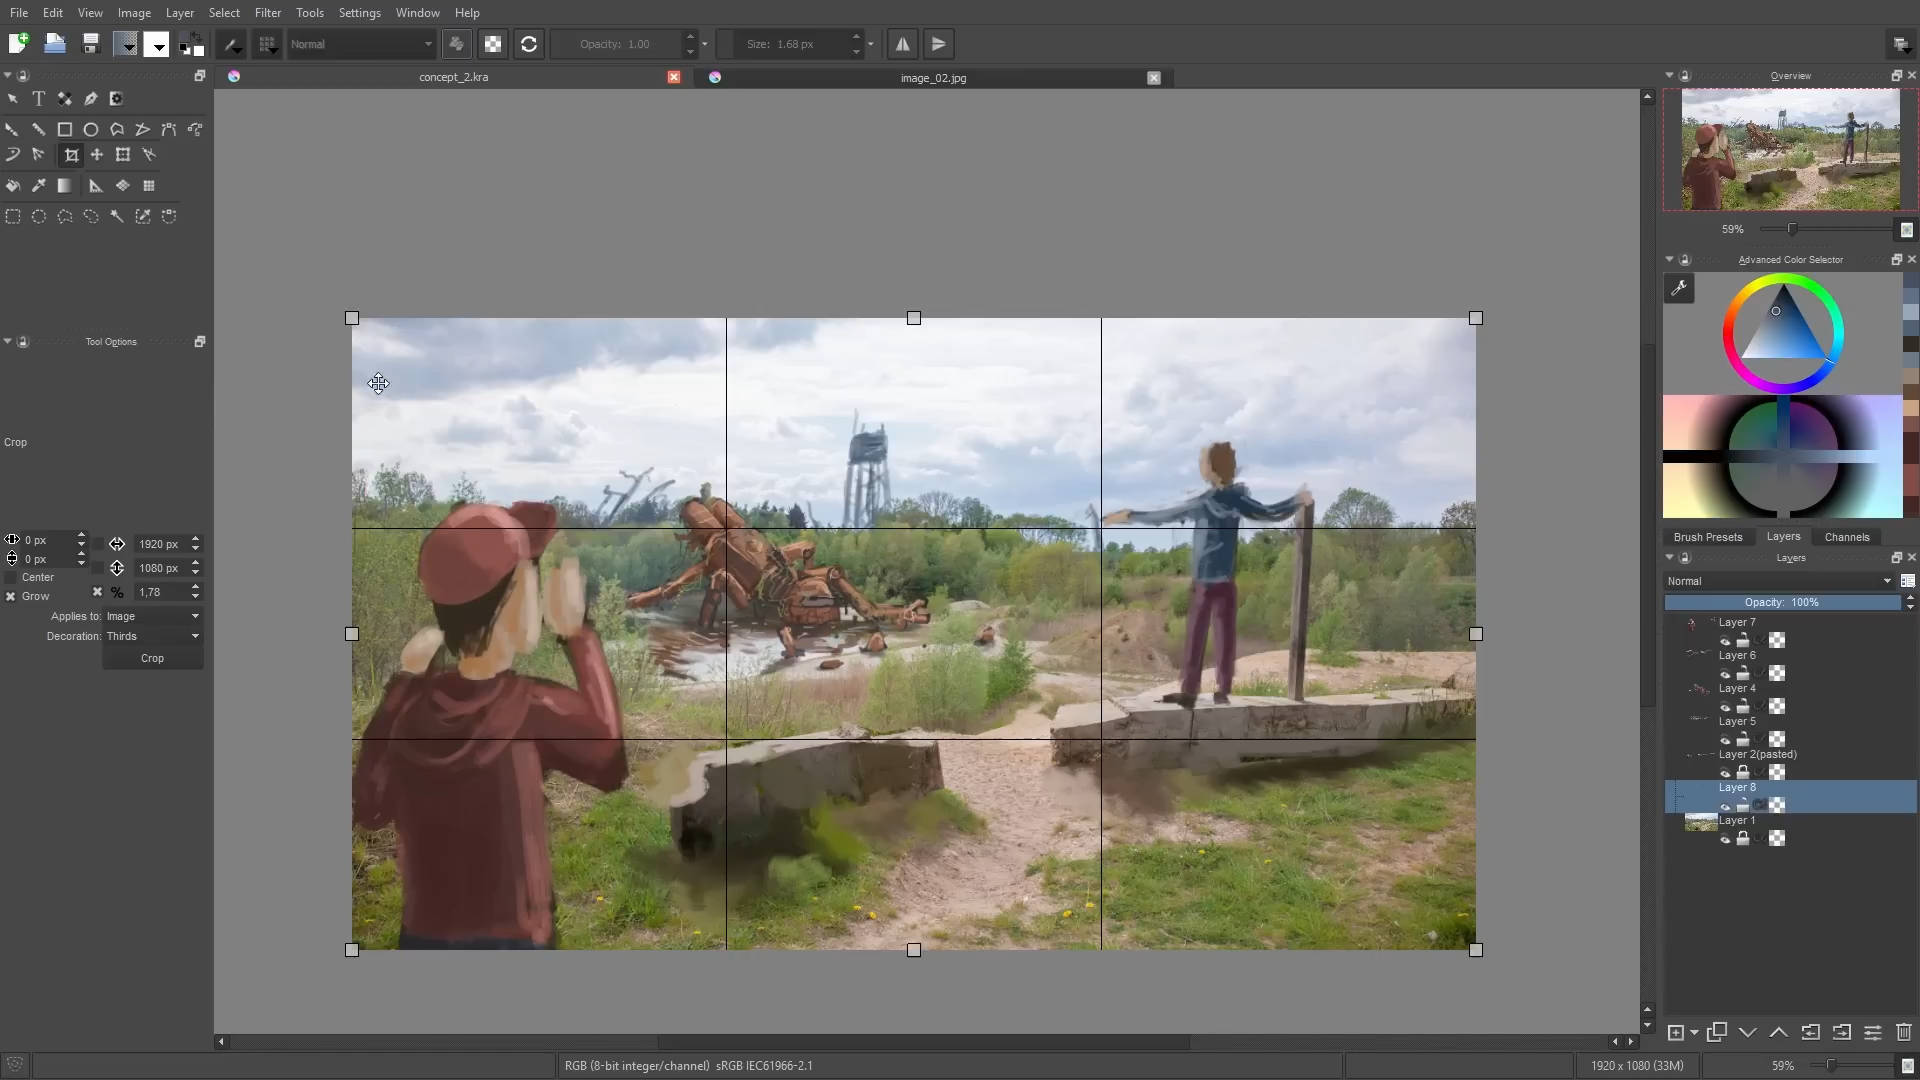 File Edit View Image Layer Select Filter Tools Settings Window Help
Normal Opacity: 1.00 Size: 1.68 px
concept_2.kra image_02.jpg
T
Tool Options
Crop
0 px 1920 px
0 px 1080 px
Center
Grow % 1,78
Applies to: Image
Decoration: Thirds
Crop
Overview
59%
Advanced Color Selector
Brush Presets Layers Channels
Layers
Normal
Opacity: 100%
Layer 7
Layer 6
Layer 4
Layer 5
Layer 2(pasted)
Layer 8
Layer 1
RGB (8-bit integer/channel) sRGB IEC61966-2.1 1920 x 1080 (33M) 59%